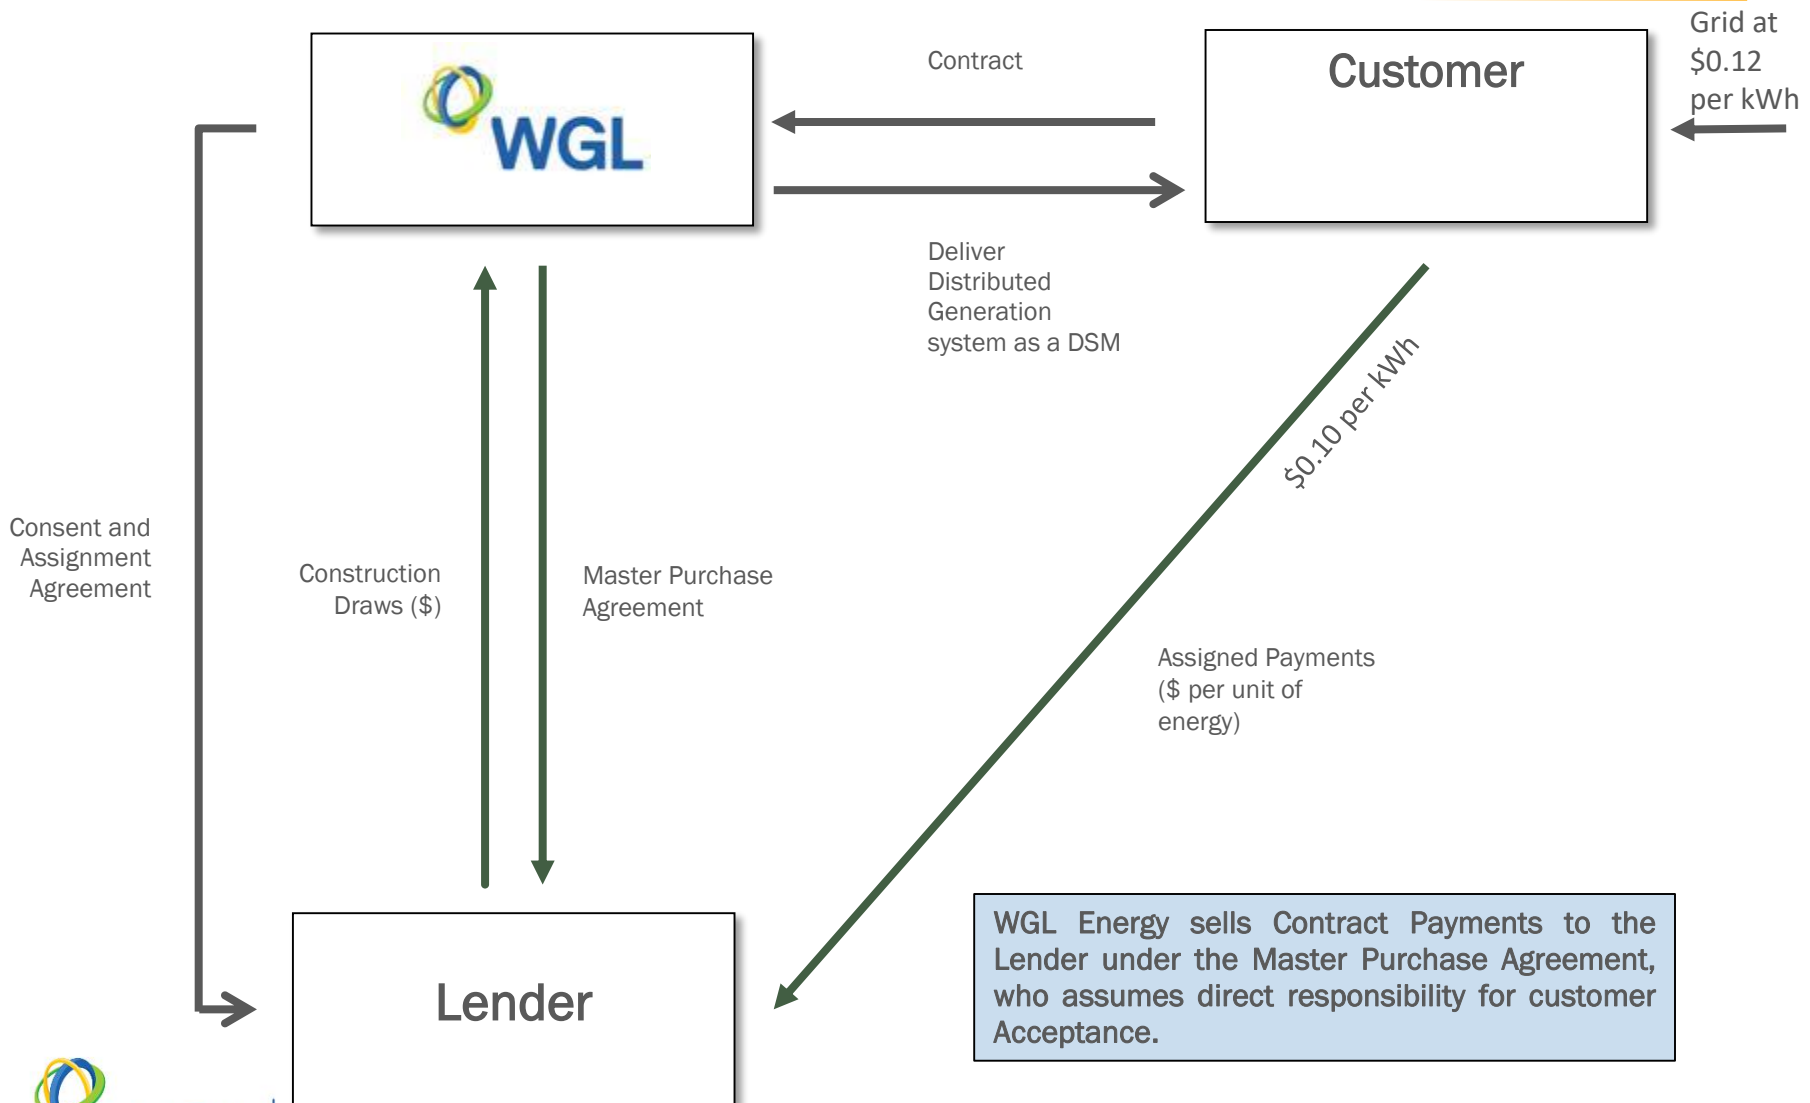 Grid at
$0.12
per kWh
WGL
Contract
Customer
Deliver
Distributed
Generation
system as a DSM
$0.10 per kWh
Consent and
Assignment
Agreement
Construction
Draws ($)
Master Purchase
Agreement
Assigned Payments
($ per unit of
energy)
Lender
WGL Energy sells Contract Payments to the
Lender under the Master Purchase Agreement,
who assumes direct responsibility for customer
Acceptance.